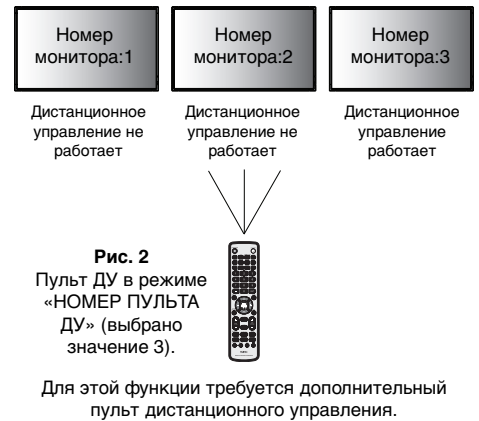 Номер
монитора:1
Номер
монитора:2
Номер
монитора:3
Дистанционное
управление не
работает
Дистанционное
управление не
работает
Дистанционное
управление
работает
Рис. 2
Пульт ДУ в режиме
«НОМЕР ПУЛЬТА
ДУ» (выбрано
значение 3).
Для этой функции требуется дополнительный
пульт дистанционного управления.